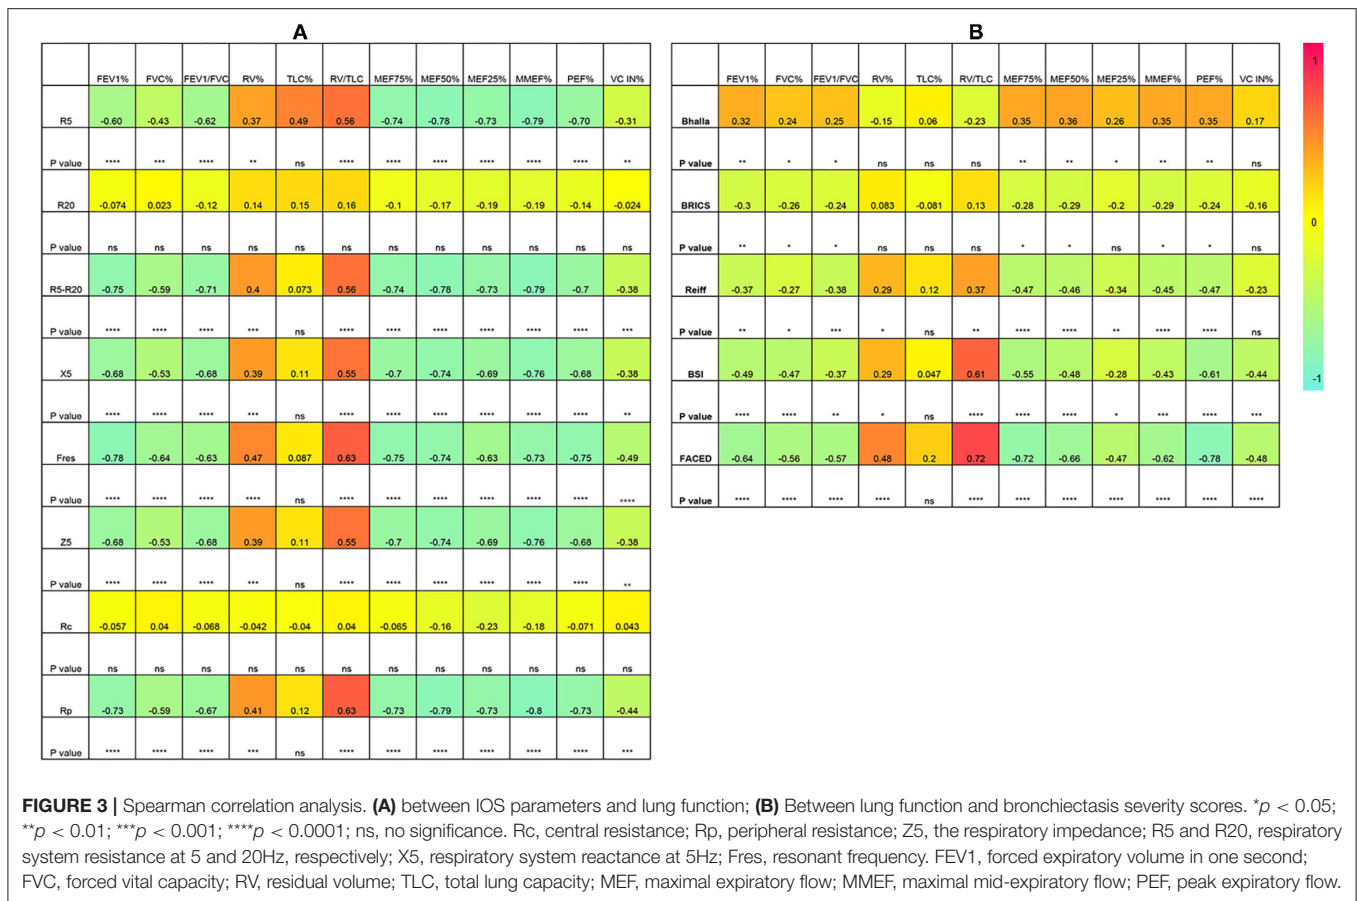 A
B
FEV1% FVC% FEV1/FVC RV% TLC% RV/TLC MEF75% MEF50% MEF25% MMEF% PEF% VC IN%
R5 -0.60 -0.43 -0.62 0.37 0.49 0.56 -0.74 -0.78 -0.73 -0.79 -0.70 -0.31
P value **** *** **** ** ns **** **** **** **** **** **** **
R20 -0.074 0.023 -0.12 0.14 0.15 0.16 -0.1 -0.17 -0.19 -0.19 -0.14 -0.024
P value ns ns ns ns ns ns ns ns ns ns ns ns
R5-R20 -0.75 -0.59 -0.71 0.4 0.073 0.56 -0.74 -0.78 -0.73 -0.79 -0.7 -0.38
P value **** **** **** *** ns **** **** **** **** **** **** ***
X5 -0.68 -0.53 -0.68 0.39 0.11 0.55 -0.7 -0.74 -0.69 -0.76 -0.68 -0.38
P value **** **** **** *** ns **** **** **** **** **** **** **
Fres -0.78 -0.64 -0.63 0.47 0.087 0.63 -0.75 -0.74 -0.63 -0.73 -0.75 -0.49
P value **** **** **** **** ns **** **** **** **** **** **** ****
Z5 -0.68 -0.53 -0.68 0.39 0.11 0.55 -0.7 -0.74 -0.69 -0.76 -0.68 -0.38
P value **** **** **** *** ns **** **** **** **** **** **** **
Rc -0.057 0.04 -0.068 -0.042 -0.04 0.04 -0.065 -0.16 -0.23 -0.18 -0.071 0.043
P value ns ns ns ns ns ns ns ns ns ns ns ns
Rp -0.73 -0.59 -0.67 0.41 0.12 0.63 -0.73 -0.79 -0.73 -0.8 -0.73 -0.44
P value **** **** **** *** ns **** **** **** **** **** **** ***
FEV1% FVC% FEV1/FVC RV% TLC% RV/TLC MEF75% MEF50% MEF25% MMEF% PEF% VC IN%
Bhalla 0.32 0.24 0.25 -0.15 0.06 -0.23 0.35 0.36 0.26 0.35 0.35 0.17
P value ** * * ns ns ns ** ** * ** ** ns
BRICS -0.3 -0.26 -0.24 0.083 -0.081 0.13 -0.28 -0.29 -0.2 -0.29 -0.24 -0.16
P value ** * * ns ns ns * * ns * * ns
Reiff -0.37 -0.27 -0.38 0.29 0.12 0.37 -0.47 -0.46 -0.34 -0.45 -0.47 -0.23
P value ** * *** * ns ** **** **** ** **** **** ns
BSI -0.49 -0.47 -0.37 0.29 0.047 0.61 -0.55 -0.48 -0.28 -0.43 -0.61 -0.44
P value **** **** ** * ns **** **** **** * *** **** ***
FACED -0.64 -0.56 -0.57 0.48 0.2 0.72 -0.72 -0.66 -0.47 -0.62 -0.78 -0.48
P value **** **** **** **** ns **** **** **** **** **** **** ****
1
0
-1
FIGURE 3 | Spearman correlation analysis. (A) between IOS parameters and lung function; (B) Between lung function and bronchiectasis severity scores. *p < 0.05;
**p < 0.01; ***p < 0.001; ****p < 0.0001; ns, no significance. Rc, central resistance; Rp, peripheral resistance; Z5, the respiratory impedance; R5 and R20, respiratory
system resistance at 5 and 20Hz, respectively; X5, respiratory system reactance at 5Hz; Fres, resonant frequency. FEV1, forced expiratory volume in one second;
FVC, forced vital capacity; RV, residual volume; TLC, total lung capacity; MEF, maximal expiratory flow; MMEF, maximal mid-expiratory flow; PEF, peak expiratory flow.